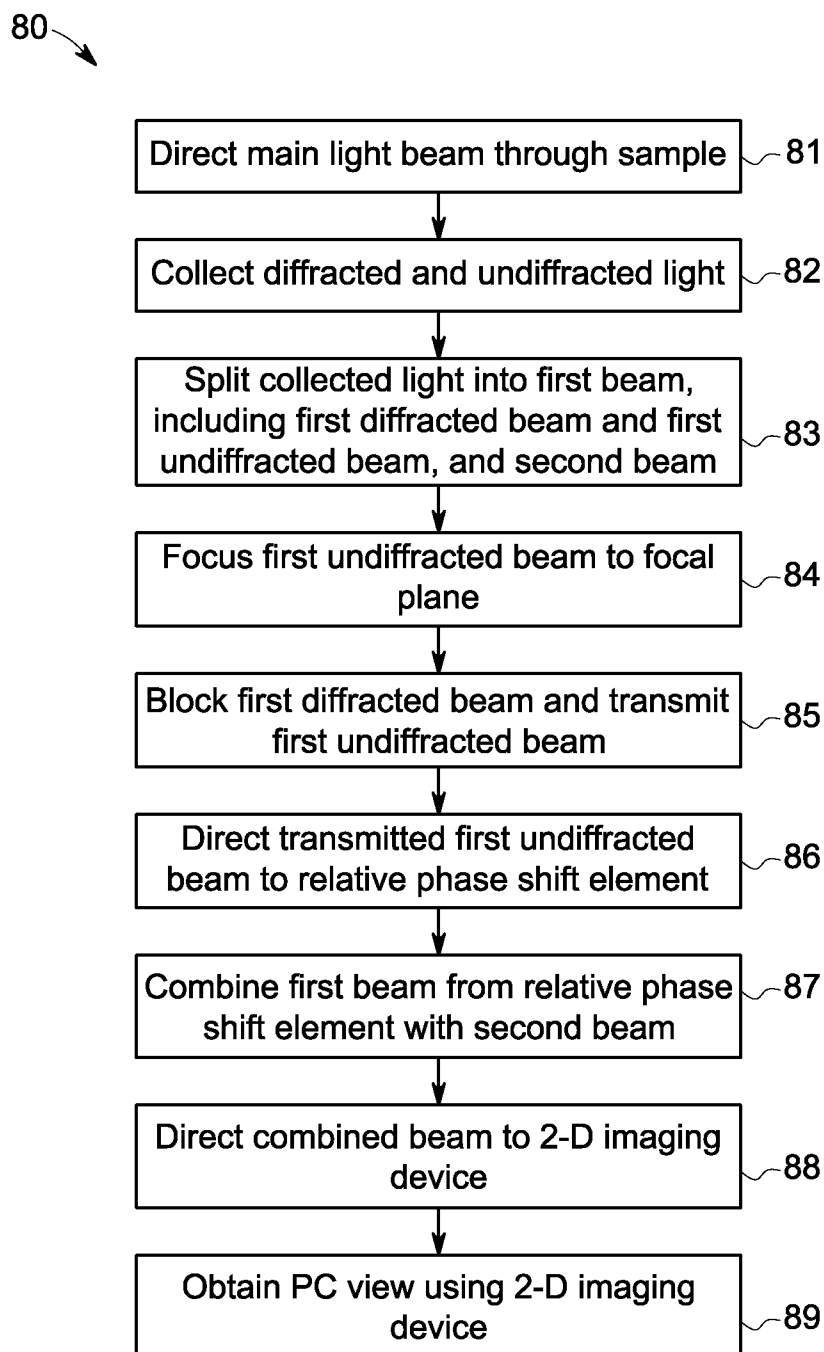 80
Direct main light beam through sample
81
Collect diffracted and undiffracted light
82
Split collected light into first beam,
including first diffracted beam and first
undiffracted beam, and second beam
83
Focus first undiffracted beam to focal
plane
84
Block first diffracted beam and transmit
first undiffracted beam
85
Direct transmitted first undiffracted
beam to relative phase shift element
86
Combine first beam from relative phase
shift element with second beam
87
Direct combined beam to 2-D imaging
device
88
Obtain PC view using 2-D imaging
device
89